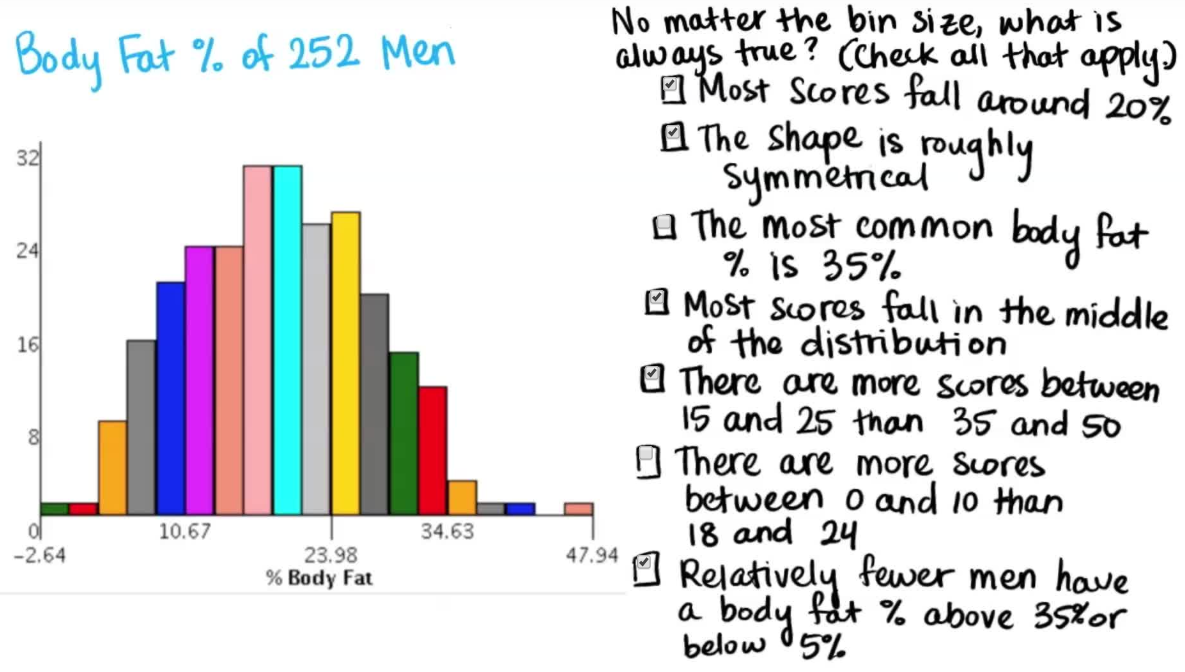 Body Fat % of 252 Men
32
24
16
8
0
-2.64
10.67
23.98
34.63
47.94
% Body Fat
No matter the bin size, what is
always true? (Check all that apply.)
Most Scores fall around 20%
The shape is roughly
symmetrical
The most common body fat
% is 35%
Most scores fall in the middle
of the distribution
There are more scores between
15 and 25 than 35 and 50
There are more scores
between 0 and 10 than
18 and 24
Relatively fewer men have
a body fat % above 35% or
below 5%